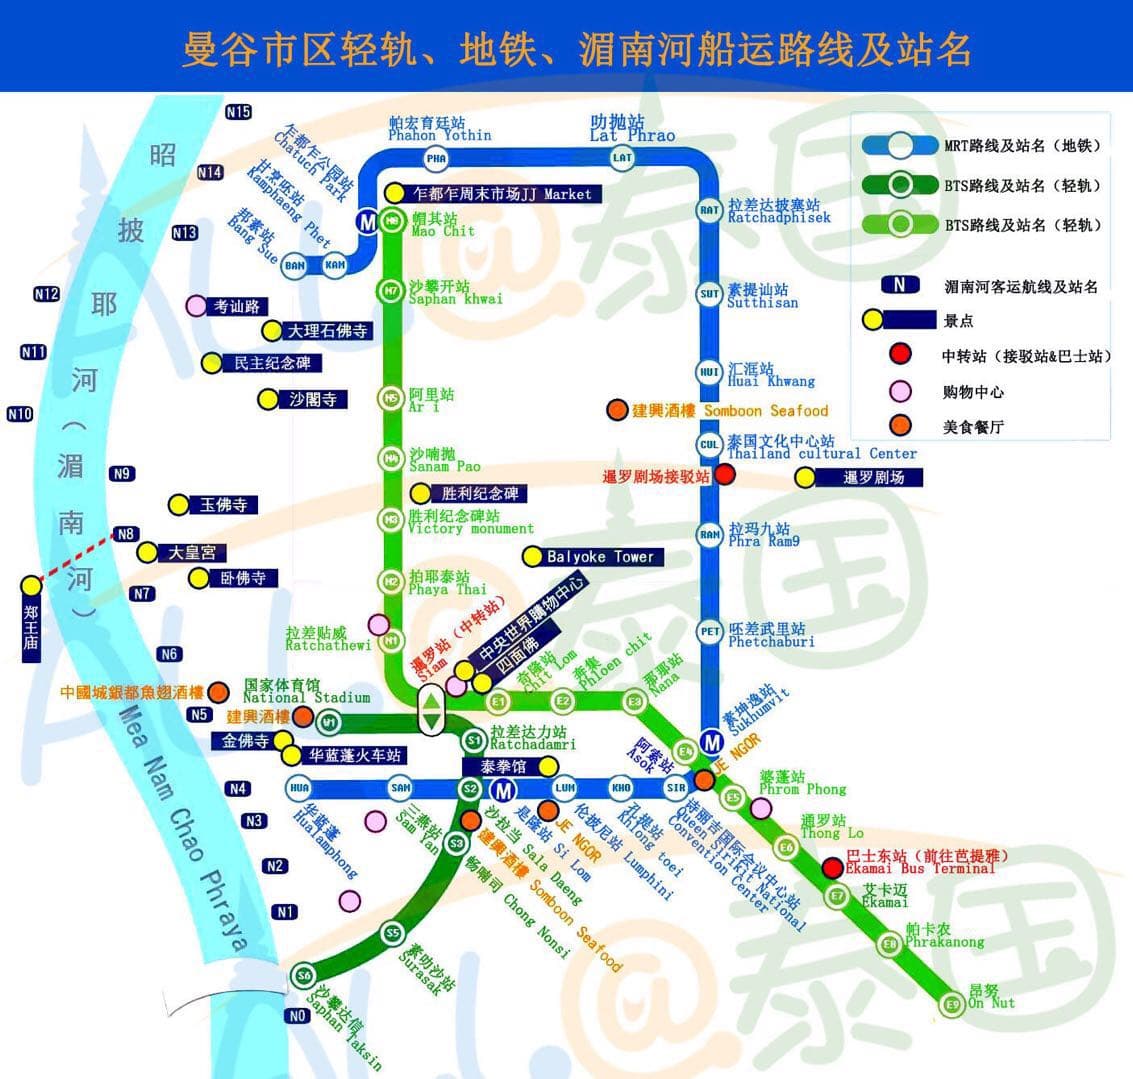 曼谷市区轻轨、地铁、湄南河船运路线及站名
MRT路线及站名（地铁）
BTS路线及站名（轻轨）
BTS路线及站名（轻轨）
N
湄南河客运航线及站名
景点
中转站（接驳站&巴士站）
购物中心
美食餐厅
昭披耶河（湄南河）
Mea Nam Chao Phraya
N15
N14
N13
N12
N11
N10
N9
N8
N7
N6
N5
N4
N3
N2
N1
N0
乍都乍公园站
Chatuch Park
甘烹呸站
Kamphaeng Phet
邦素站
Bang Sue
BAN
KAM
M
帕宏育廷站
Phahon Yothin
PHA
叻抛站
Lat Phrao
LAT
乍都乍周末市场JJ Market
N8
帽其站
Mao Chit
N7
沙攀开站
Saphan khwai
N5
阿里站
Ar i
N4
沙喃抛
Sanam Pao
胜利纪念碑
N3
胜利纪念碑站
Victory monument
N2
拍耶泰站
Phaya Thai
拉差贴威
Ratchathewi
N1
RAT
拉差达披塞站
Ratchadphisek
SUT
素提讪站
Sutthisan
HUI
汇洭站
Huai Khwang
建興酒樓 Somboon Seafood
CUL
泰国文化中心站
Thailand cultural Center
暹罗剧场接驳站
暹罗剧场
RAM
拉玛九站
Phra Ram9
PET
呸差武里站
Phetchaburi
考讪路
大理石佛寺
民主纪念碑
沙閣寺
玉佛寺
大皇宮
卧佛寺
郑王庙
Balyoke Tower
中央世界購物中心
四面佛
暹罗站（中转站）
Siam
奇隆站
Chit Lom
E1
奔集
Phloen chit
E2
那那站
Nana
E3
素坤逸站
Sukhumvit
M
阿索站
Asok
E4
JE NGOR
中國城銀都魚翅酒樓
国家体育馆
National Stadium
建興酒樓
W1
金佛寺
华蓝蓬火车站
S1
拉差达力站
Ratchadamri
泰拳馆
HUA
华蓝蓬
Hualamphong
SAM
三燕站
Sam Yan
S2
沙拉当
Sala Daeng
M
是隆站
Si Lom
LUM
伦披尼站
Lumphini
KHO
孔提站
Khlong toei
SIR
诗丽吉国际会议中心站
Queen Sirikit National
Convention Center
JE NGOR
建興酒樓 Somboon Seafood
S3
畅喃司
Chong Nonsi
S5
素叻沙站
Surasak
S6
沙攀达信
Saphan Taksin
E5
婆蓬站
Phrom Phong
E6
通罗站
Thong Lo
巴士东站（前往芭提雅）
Ekamai Bus Terminal
E7
艾卡迈
Ekamai
E8
帕卡农
Phrakanong
E9
昂努
On Nut
ALL@泰国
ALL@泰国
ALL@泰国